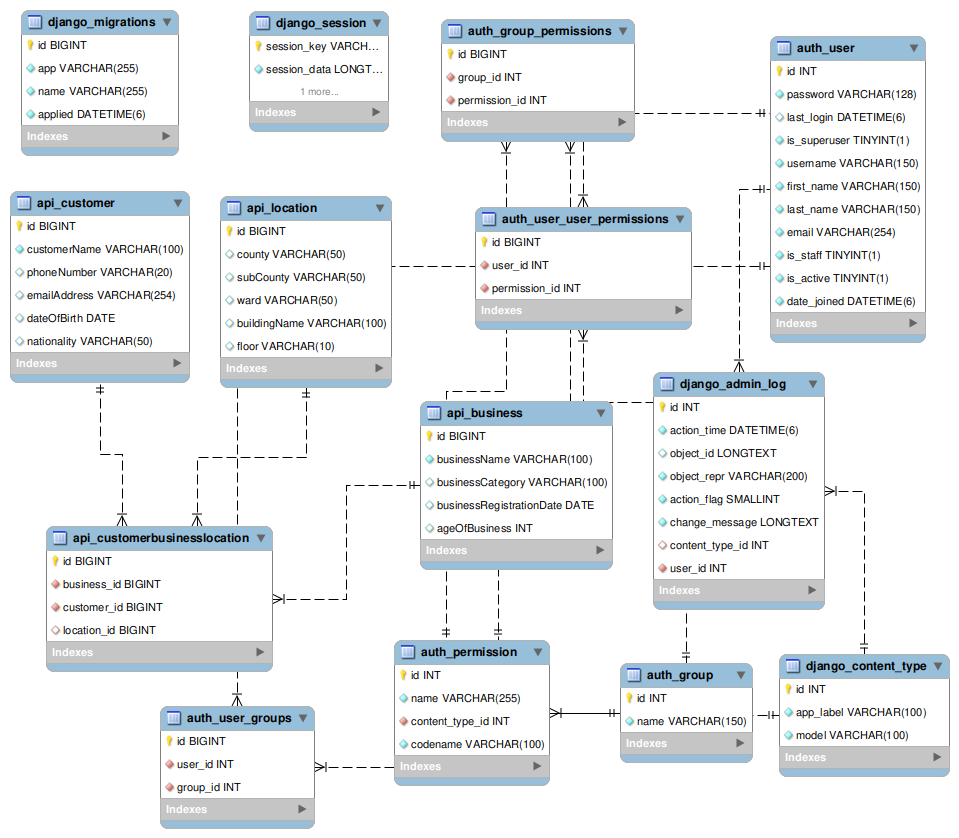 django_migrations
id BIGINT
app VARCHAR(255)
name VARCHAR(255)
applied DATETIME(6)
Indexes
django_session
session_key VARCH...
session_data LONGT...
1 more...
Indexes
auth_group_permissions
id BIGINT
group_id INT
permission_id INT
Indexes
auth_user
id INT
password VARCHAR(128)
last_login DATETIME(6)
is_superuser TINYINT(1)
username VARCHAR(150)
first_name VARCHAR(150)
last_name VARCHAR(150)
email VARCHAR(254)
is_staff TINYINT(1)
is_active TINYINT(1)
date_joined DATETIME(6)
Indexes
api_customer
id BIGINT
customerName VARCHAR(100)
phoneNumber VARCHAR(20)
emailAddress VARCHAR(254)
dateOfBirth DATE
nationality VARCHAR(50)
Indexes
api_location
id BIGINT
county VARCHAR(50)
subCounty VARCHAR(50)
ward VARCHAR(50)
buildingName VARCHAR(100)
floor VARCHAR(10)
Indexes
auth_user_user_permissions
id BIGINT
user_id INT
permission_id INT
Indexes
api_business
id BIGINT
businessName VARCHAR(100)
businessCategory VARCHAR(100)
businessRegistrationDate DATE
ageOfBusiness INT
Indexes
django_admin_log
id INT
action_time DATETIME(6)
object_id LONGTEXT
object_repr VARCHAR(200)
action_flag SMALLINT
change_message LONGTEXT
content_type_id INT
user_id INT
Indexes
api_customerbusinesslocation
id BIGINT
business_id BIGINT
customer_id BIGINT
location_id BIGINT
Indexes
auth_permission
id INT
name VARCHAR(255)
content_type_id INT
codename VARCHAR(100)
Indexes
auth_group
id INT
name VARCHAR(150)
Indexes
django_content_type
id INT
app_label VARCHAR(100)
model VARCHAR(100)
Indexes
auth_user_groups
id BIGINT
user_id INT
group_id INT
Indexes